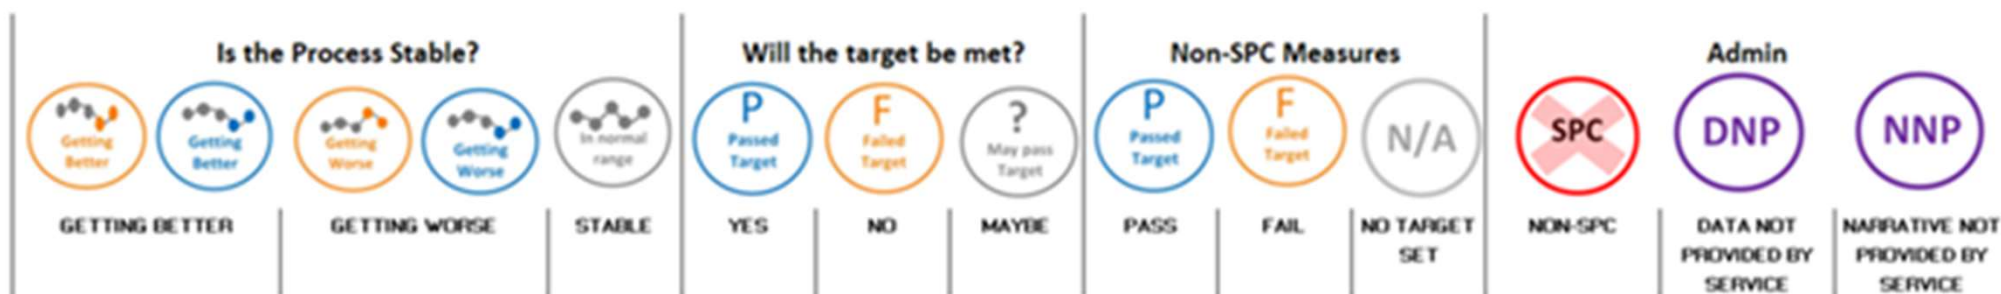 Is the Process Stable?
Getting
Better
Getting
Better
Getting
Worse
Getting
Worse
In normal
range
GETTING BETTER
GETTING WORSE
STABLE
Will the target be met?
P
Passed
Target
F
Failed
Target
?
May pass
Target
YES
NO
MAYBE
Non-SPC Measures
P
Passed
Target
F
Failed
Target
N/A
PASS
FAIL
NO TARGET
SET
Admin
SPC
DNP
NNP
NON-SPC
DATA NOT
PROVIDED BY
SERVICE
NARRATIVE NOT
PROVIDED BY
SERVICE